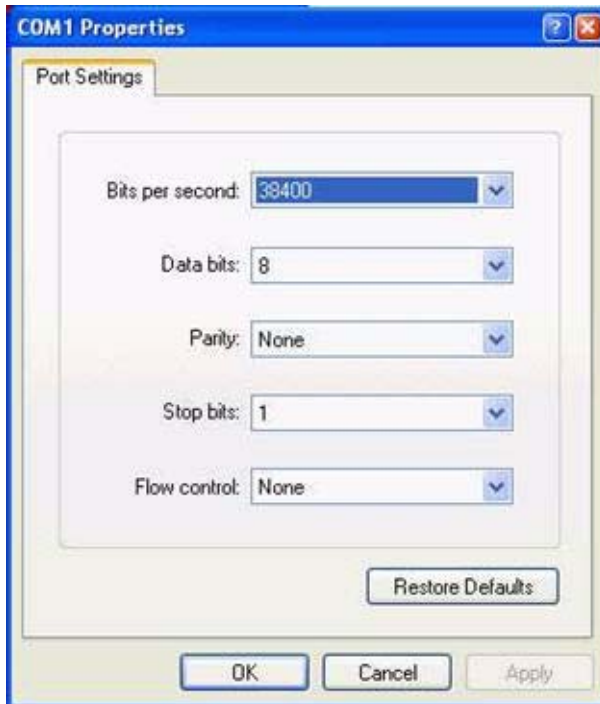 COM1 Properties
Port Settings
Bits per second: 38400
Data bits: 8
Parity: None
Stop bits: 1
Flow control: None
Restore Defaults
OK Cancel Apply